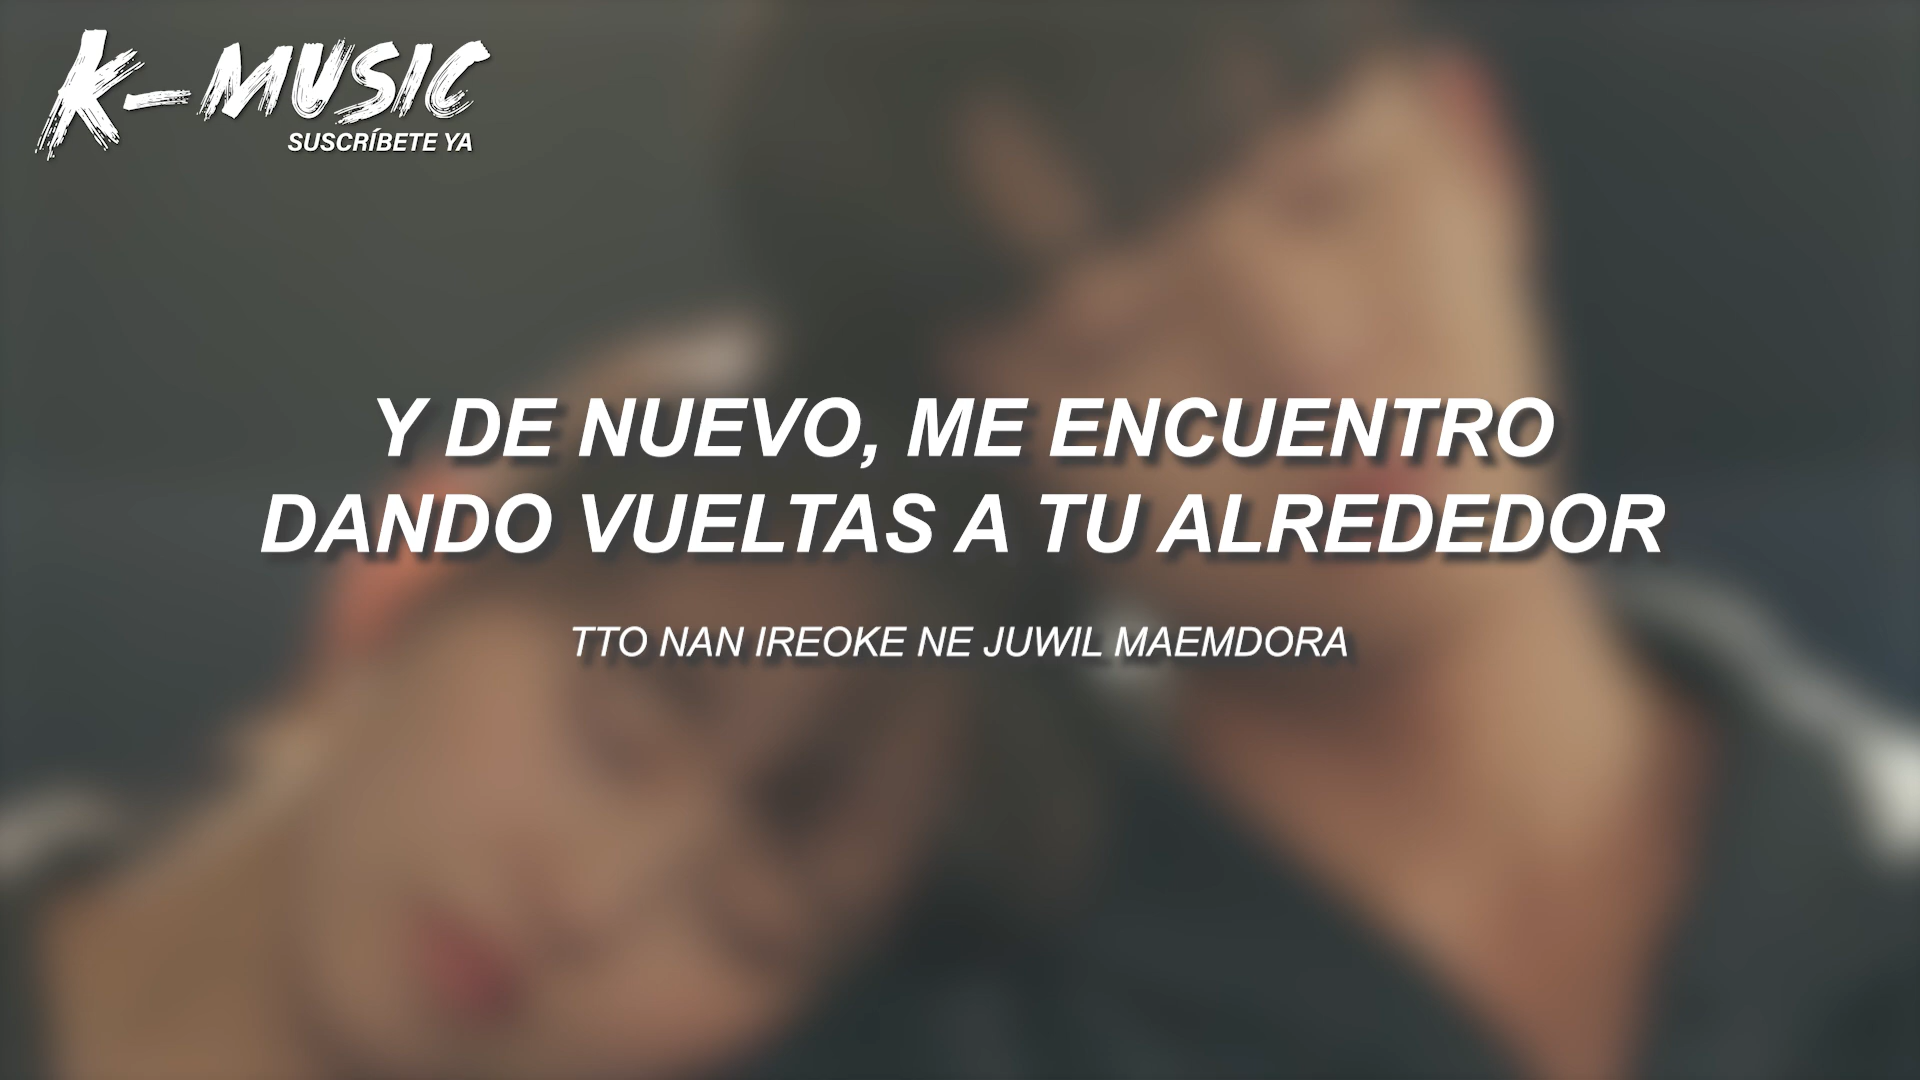 K-MUSIC
SUSCRÍBETE YA
Y DE NUEVO, ME ENCUENTRO
DANDO VUELTAS A TU ALREDEDOR
TTO NAN IREOKE NE JUWIL MAEMDORA